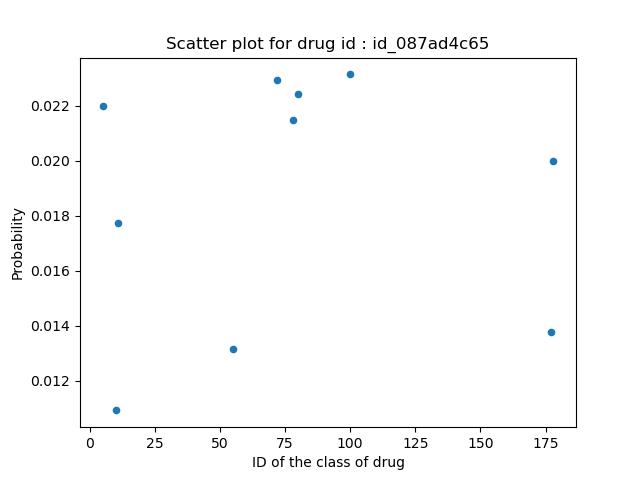 Scatter plot for drug id : id_087ad4c65
0.022
0.020
0.018
0.016
0.014
0.012
Probability
0 25 50 75 100 125 150 175
ID of the class of drug